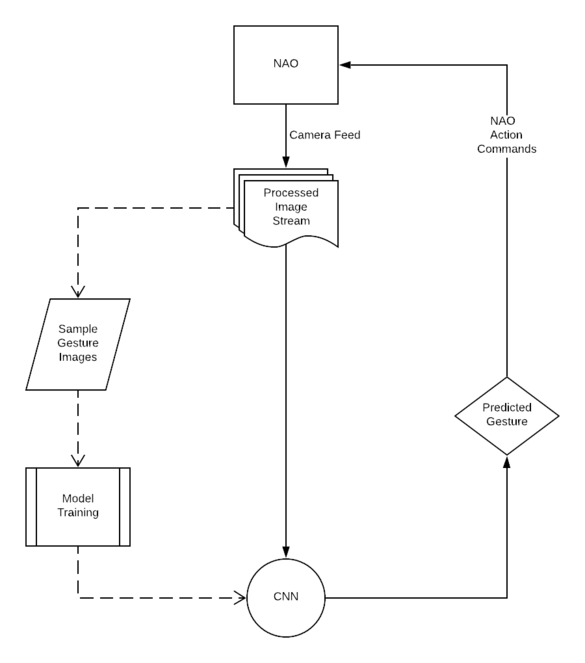 NAO
Camera Feed
NAO
Action
Commands
Processed
Image
Stream
Sample
Gesture
Images
Predicted
Gesture
Model
Training
CNN